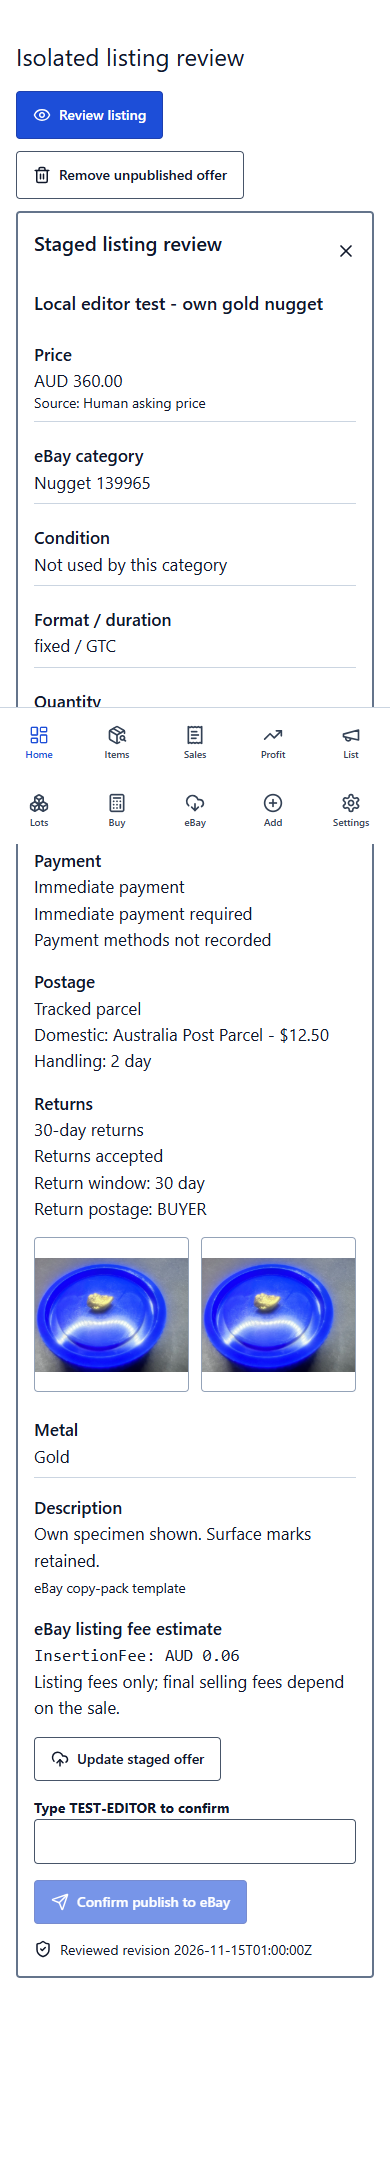 Isolated listing review
Review listing
Remove unpublished offer
Staged listing review
Local editor test - own gold nugget
Price
AUD 360.00
Source: Human asking price
eBay category
Nugget 139965
Condition
Not used by this category
Format / duration
fixed / GTC
Quantity
Home
Items
Sales
Profit
List
Lots
Buy
eBay
Add
Settings
Payment
Immediate payment
Immediate payment required
Payment methods not recorded
Postage
Tracked parcel
Domestic: Australia Post Parcel - $12.50
Handling: 2 day
Returns
30-day returns
Returns accepted
Return window: 30 day
Return postage: BUYER
Metal
Gold
Description
Own specimen shown. Surface marks
retained.
eBay copy-pack template
eBay listing fee estimate
InsertionFee: AUD 0.06
Listing fees only; final selling fees depend
on the sale.
Update staged offer
Type TEST-EDITOR to confirm
Confirm publish to eBay
Reviewed revision 2026-11-15T01:00:00Z